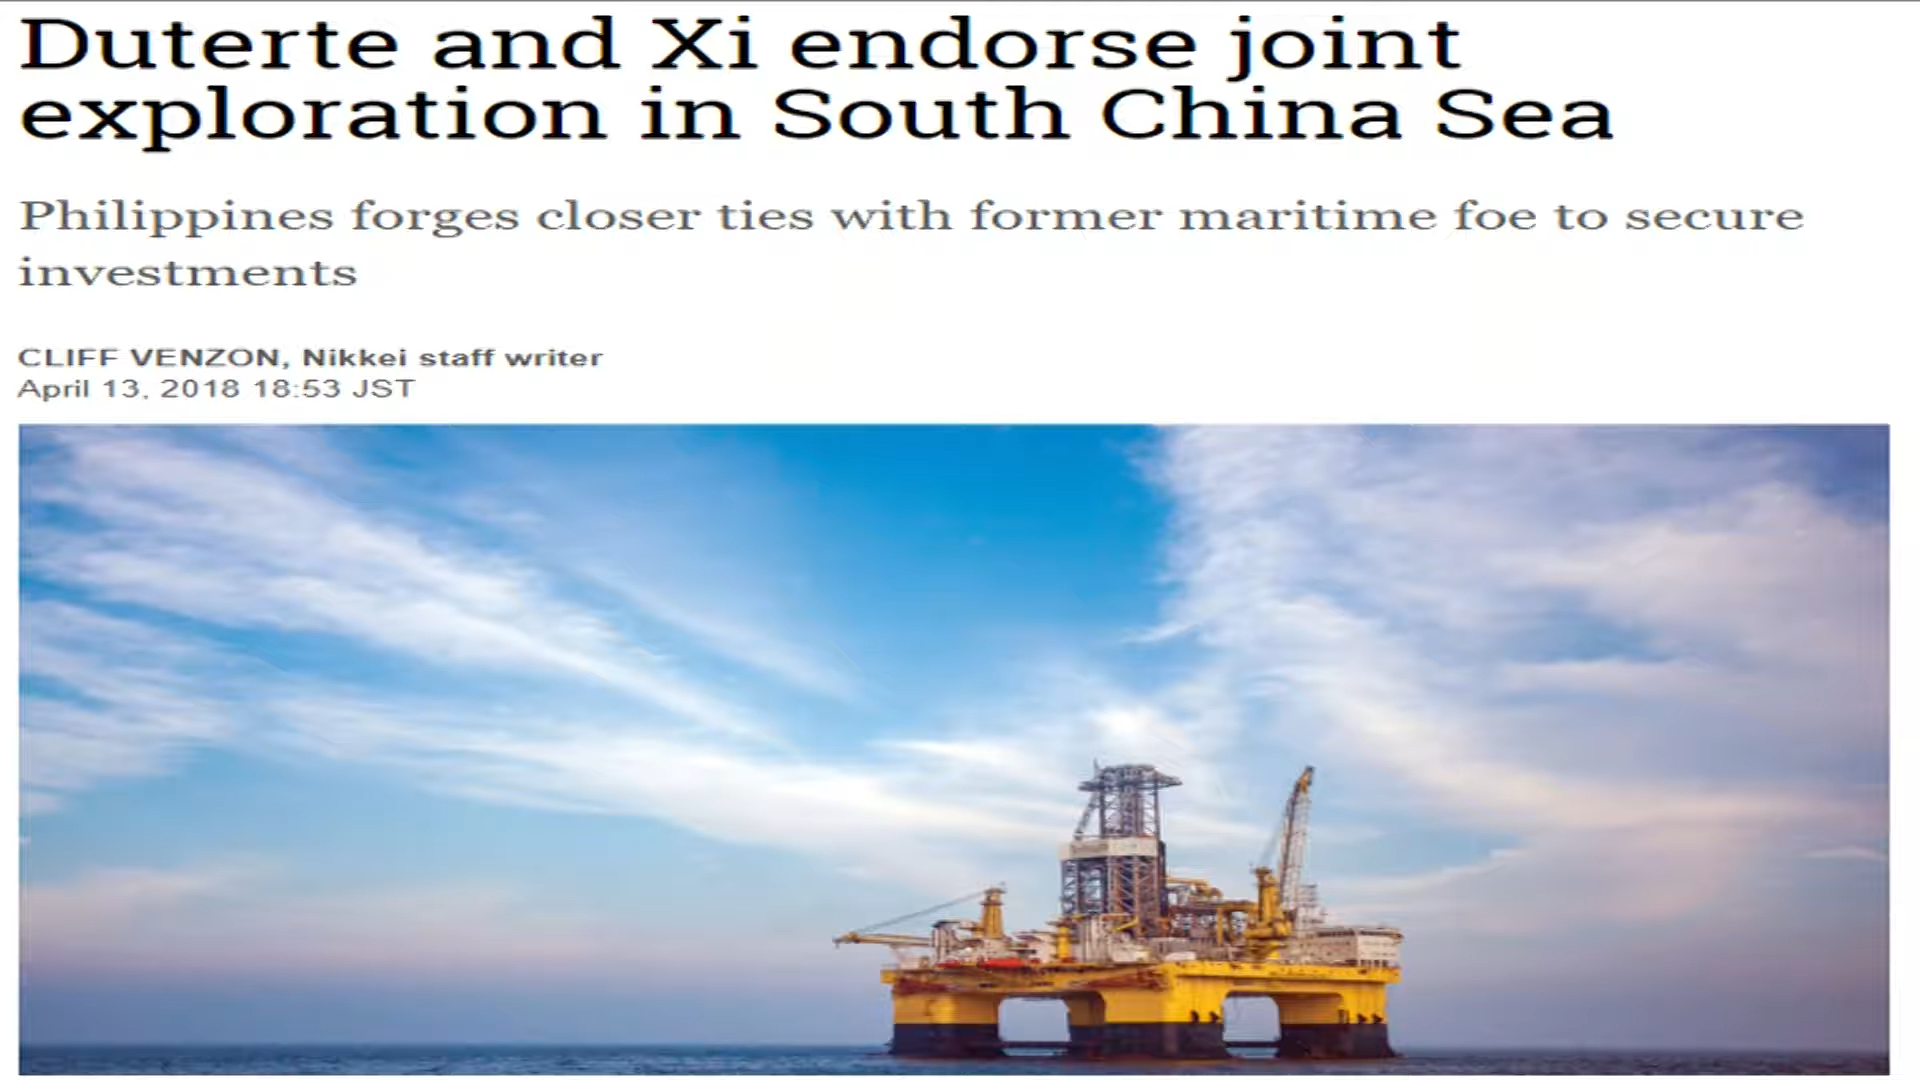 Duterte and Xi endorse joint
exploration in South China Sea
Philippines forges closer ties with former maritime foe to secure
investments
CLIFF VENZON, Nikkei staff writer
April 13, 2018 18:53 JST